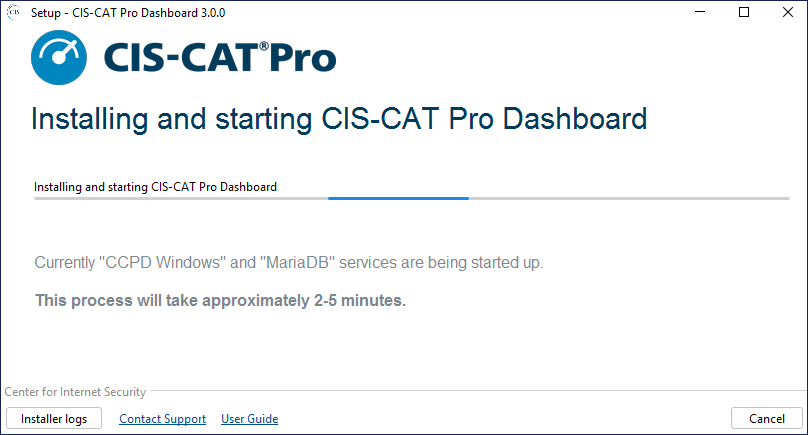 CIS Setup - CIS-CAT Pro Dashboard 3.0.0
CIS-CAT®Pro
Installing and starting CIS-CAT Pro Dashboard
Installing and starting CIS-CAT Pro Dashboard
Currently "CCPD Windows" and "MariaDB" services are being started up.
This process will take approximately 2-5 minutes.
Center for Internet Security
Installer logs Contact Support User Guide Cancel